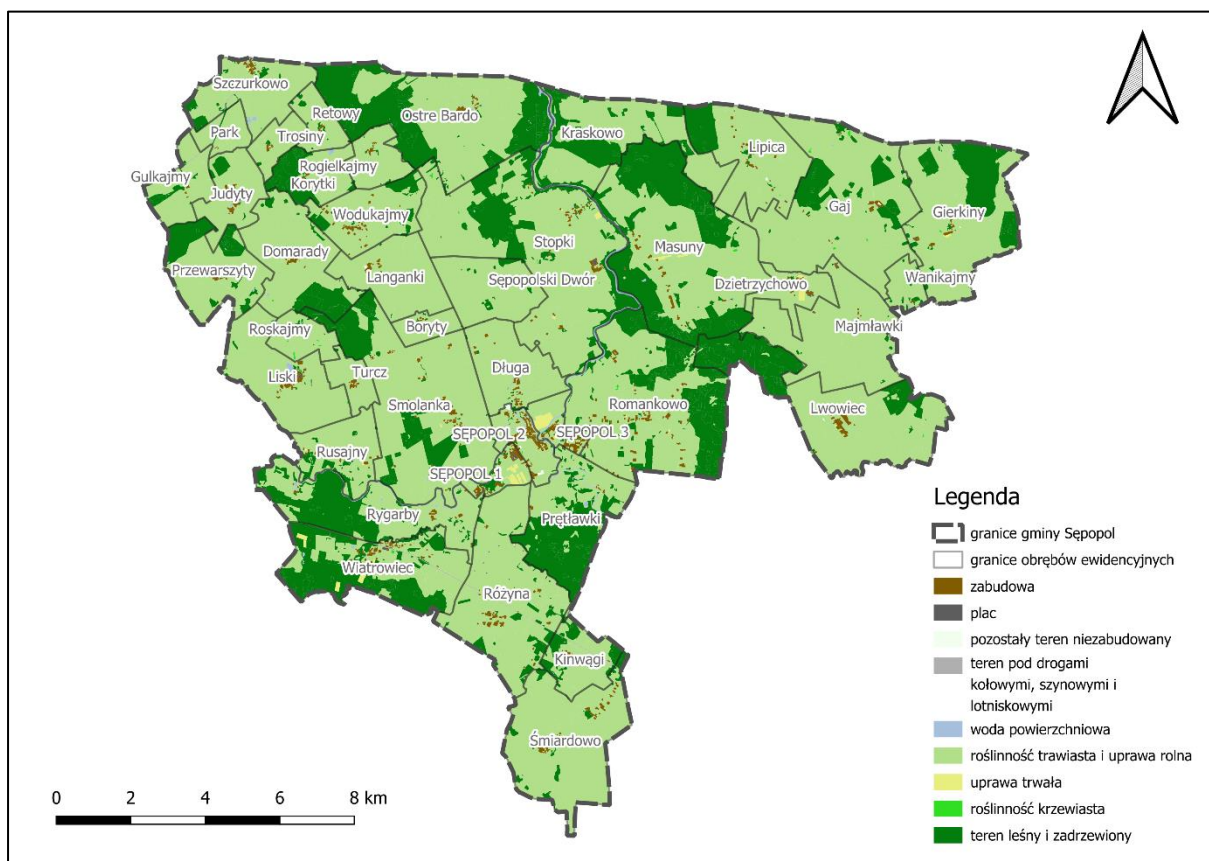 Szczurkowo
Retowy
Ostre Bardo
Park
Trosiny
Kraskowo
Lipica
Rogielkajmy
Gulkajmy
Korytki
Judyty
Wodukajmy
Gaj
Gierkiny
Stopki
Masuny
Domarady
Przewarszyty
Langanki
Sępopolski Dwór
Dzietrzychowo
Wanikajmy
Roskajmy
Boryty
Majmławki
Liski
Turcz
Długa
Smolanka
Romankowo
Lwowiec
SĘPOPOL 2
SĘPOPOL 3
Rusajny
SĘPOPOL 1
Rygarby
Prętławki
Wiatrowiec
Różyna
Kinwągi
Śmiardowo
0 2 4 6 8 km
Legenda
granice gminy Sępopol
granice obrębów ewidencyjnych
zabudowa
plac
pozostały teren niezabudowany
teren pod drogami
kołowymi, szynowymi i
lotniskowymi
woda powierzchniowa
roślinność trawiasta i uprawa rolna
uprawa trwała
roślinność krzewiasta
teren leśny i zadrzewiony